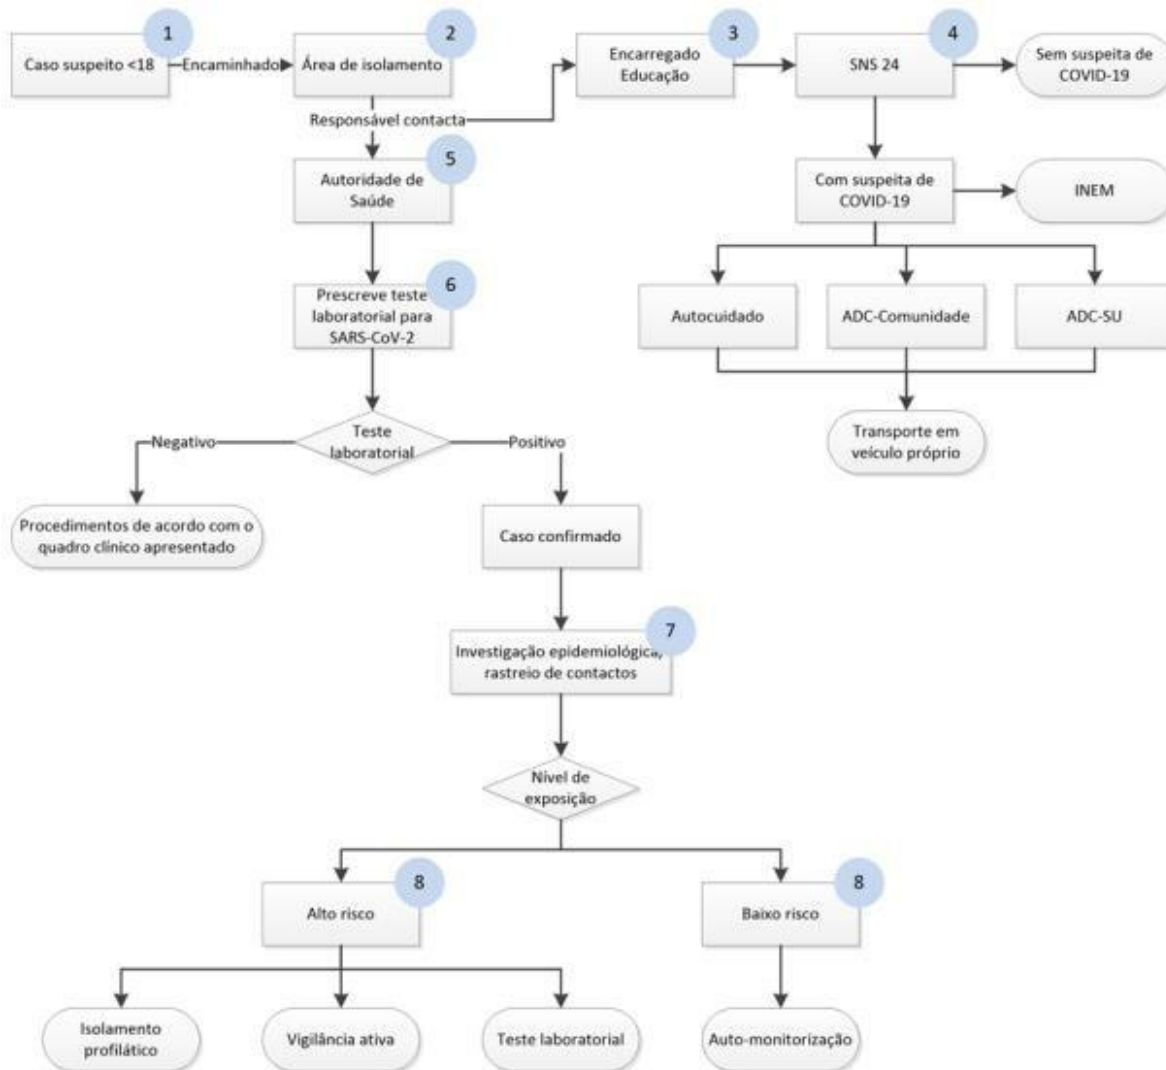 1
Caso suspeito <18
Encaminhado
2
Área de isolamento
3
Encarregado
Educação
4
SNS 24
Sem suspeita de
COVID-19
Responsável contacta
5
Autoridade de
Saúde
Com suspeita de
COVID-19
INEM
6
Prescreve teste
laboratorial para
SARS-CoV-2
Autocuidado
ADC-Comunidade
ADC-SU
Transporte em
veículo próprio
Negativo
Teste
laboratorial
Positivo
Procedimentos de acordo com o
quadro clínico apresentado
Caso confirmado
7
Investigação epidemiológica/
rastreio de contactos
Nível de
exposição
8
Alto risco
8
Baixo risco
Isolamento
profilático
Vigilância ativa
Teste laboratorial
Auto-monitorização